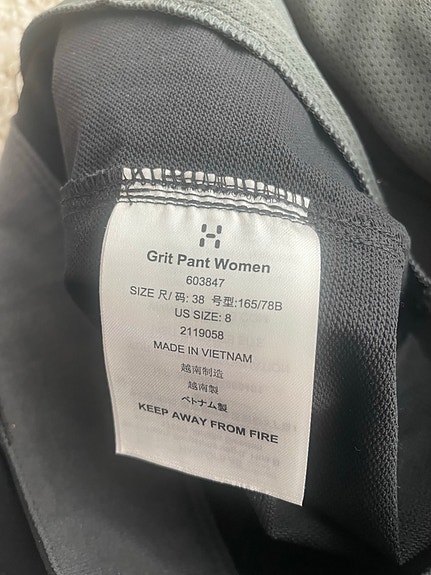 Grit Pant Women
603847
SIZE 尺/ 码: 38 号型:165/78B
US SIZE: 8
2119058
MADE IN VIETNAM
越南制造
越南製
ベトナム製
KEEP AWAY FROM FIRE